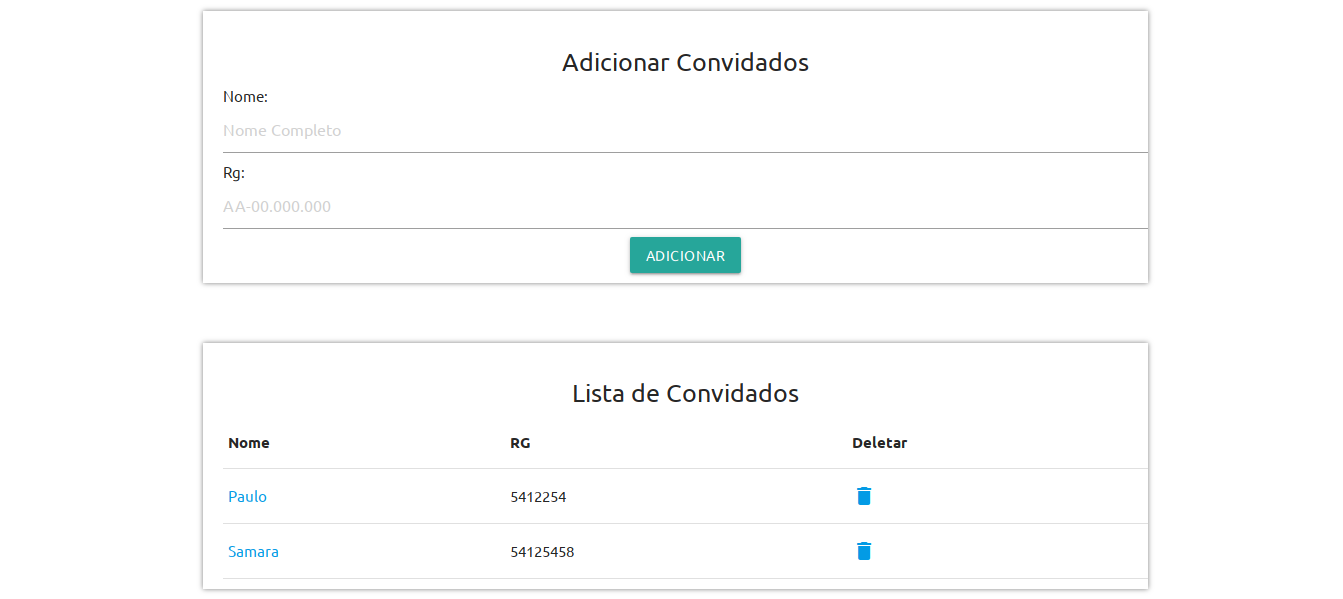 Adicionar Convidados
Nome:
Nome Completo
Rg:
AA-00.000.000
ADICIONAR
Lista de Convidados
Nome RG Deletar
Paulo 5412254
Samara 54125458